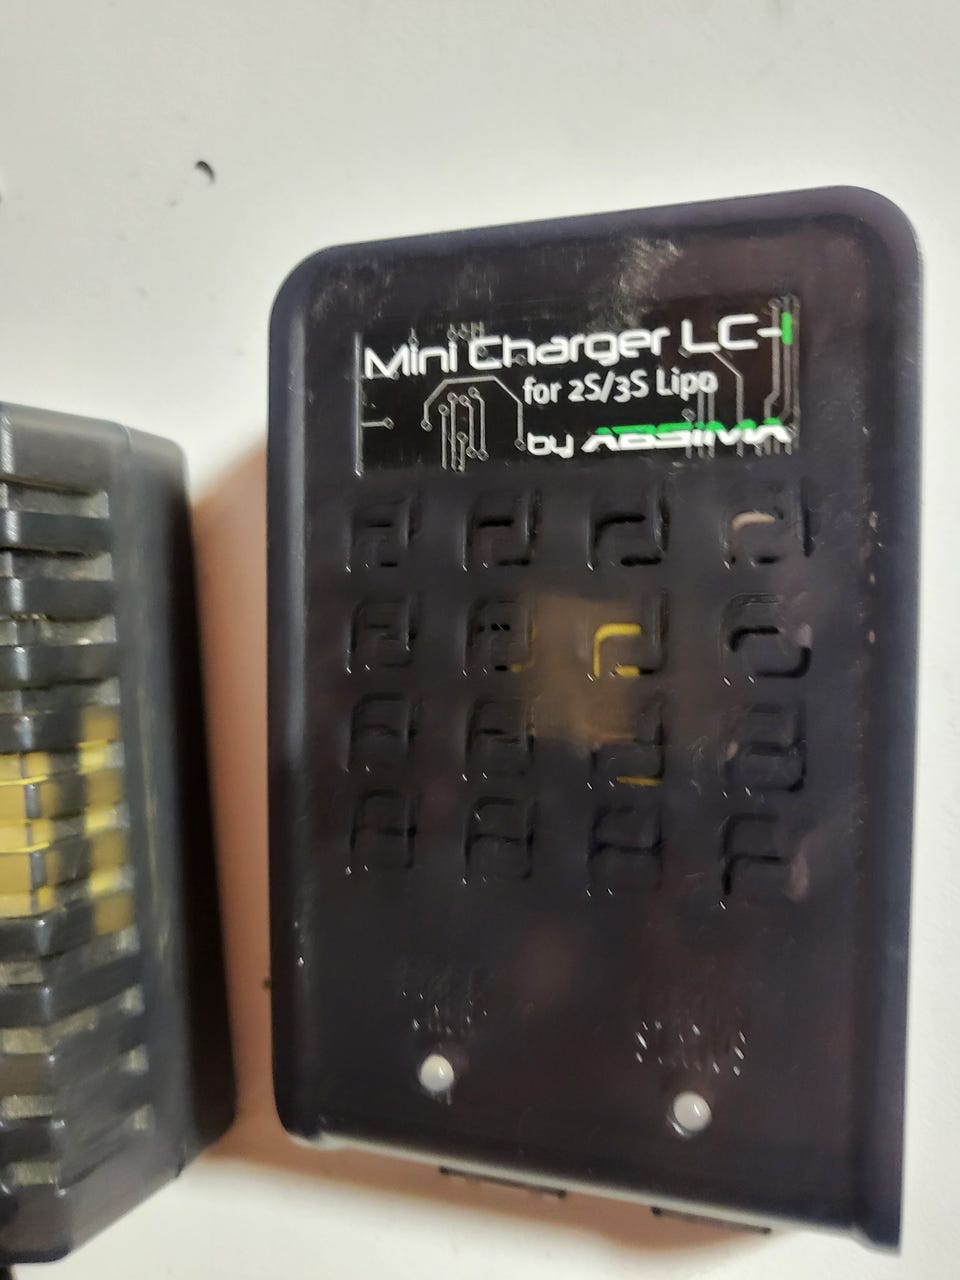 Mini Charger LC-1
for 2S/3S Lipo
by ABSIMA